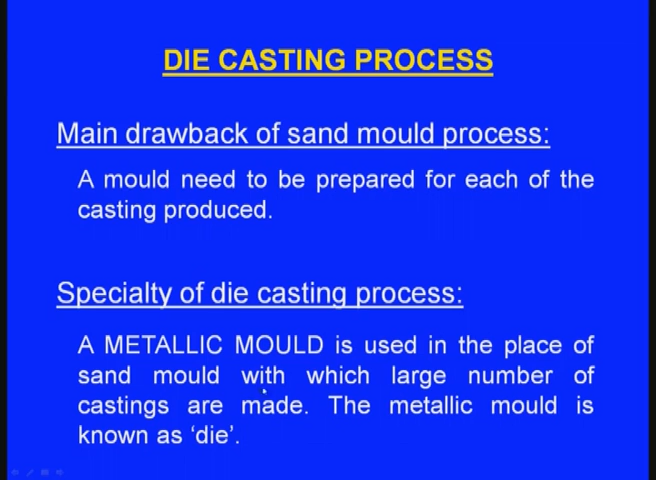 DIE CASTING PROCESS
Main drawback of sand mould process:
A mould need to be prepared for each of the
casting produced.
Specialty of die casting process:
A METALLIC MOULD is used in the place of
sand mould with which large number of
castings are made. The metallic mould is
known as ‘die’.